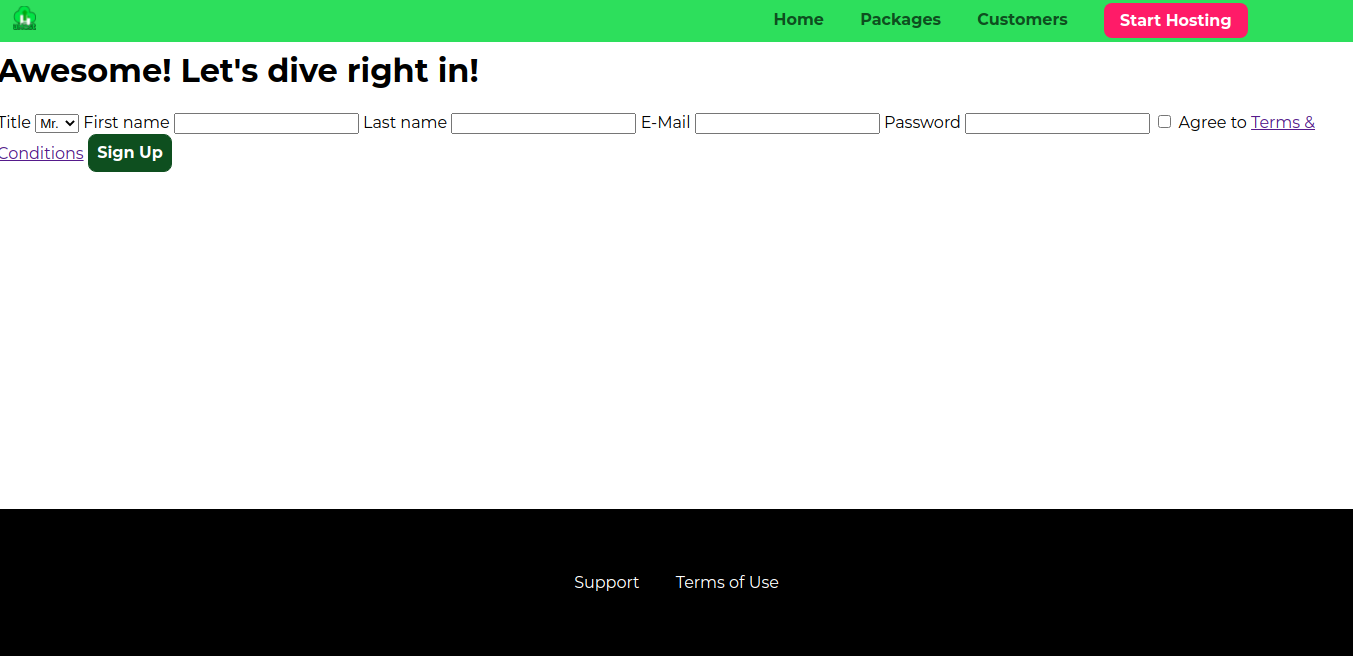 Home Packages Customers Start Hosting
Awesome! Let's dive right in!
Title Mr. First name Last name E-Mail Password Agree to Terms &
Conditions Sign Up
Support Terms of Use